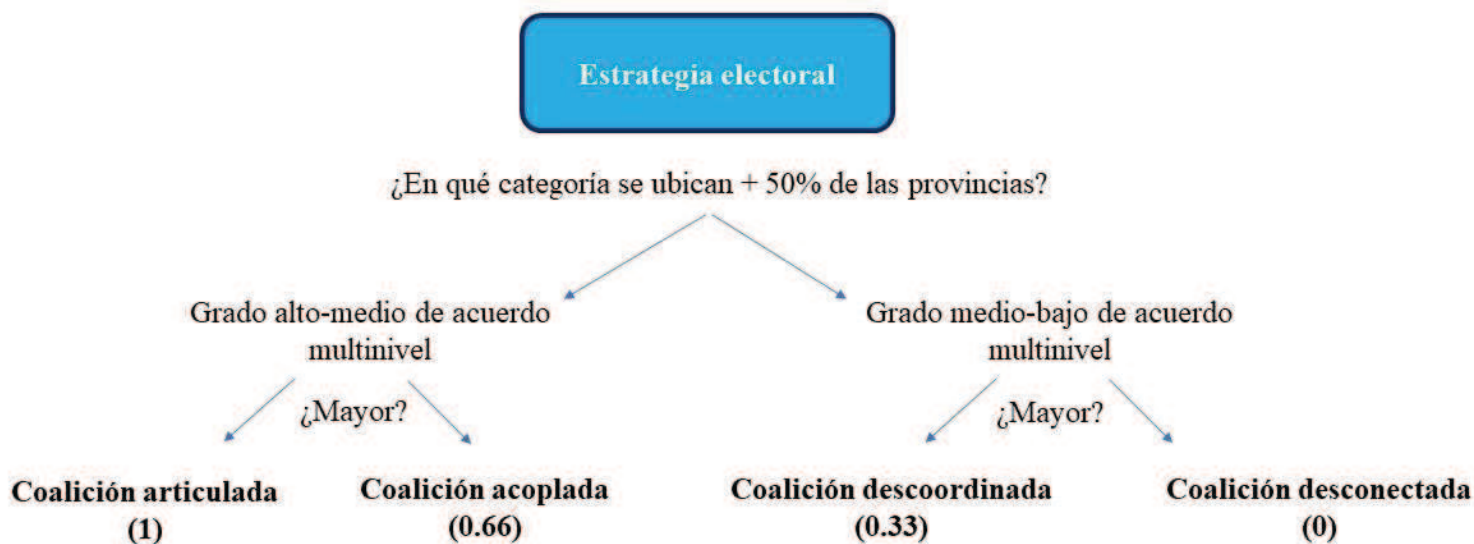 Estrategia electoral
¿En qué categoría se ubican + 50% de las provincias?
Grado alto-medio de acuerdo
multinivel
Grado medio-bajo de acuerdo
multinivel
¿Mayor?
¿Mayor?
Coalición articulada
(1)
Coalición acoplada
(0.66)
Coalición descoordinada
(0.33)
Coalición desconectada
(0)